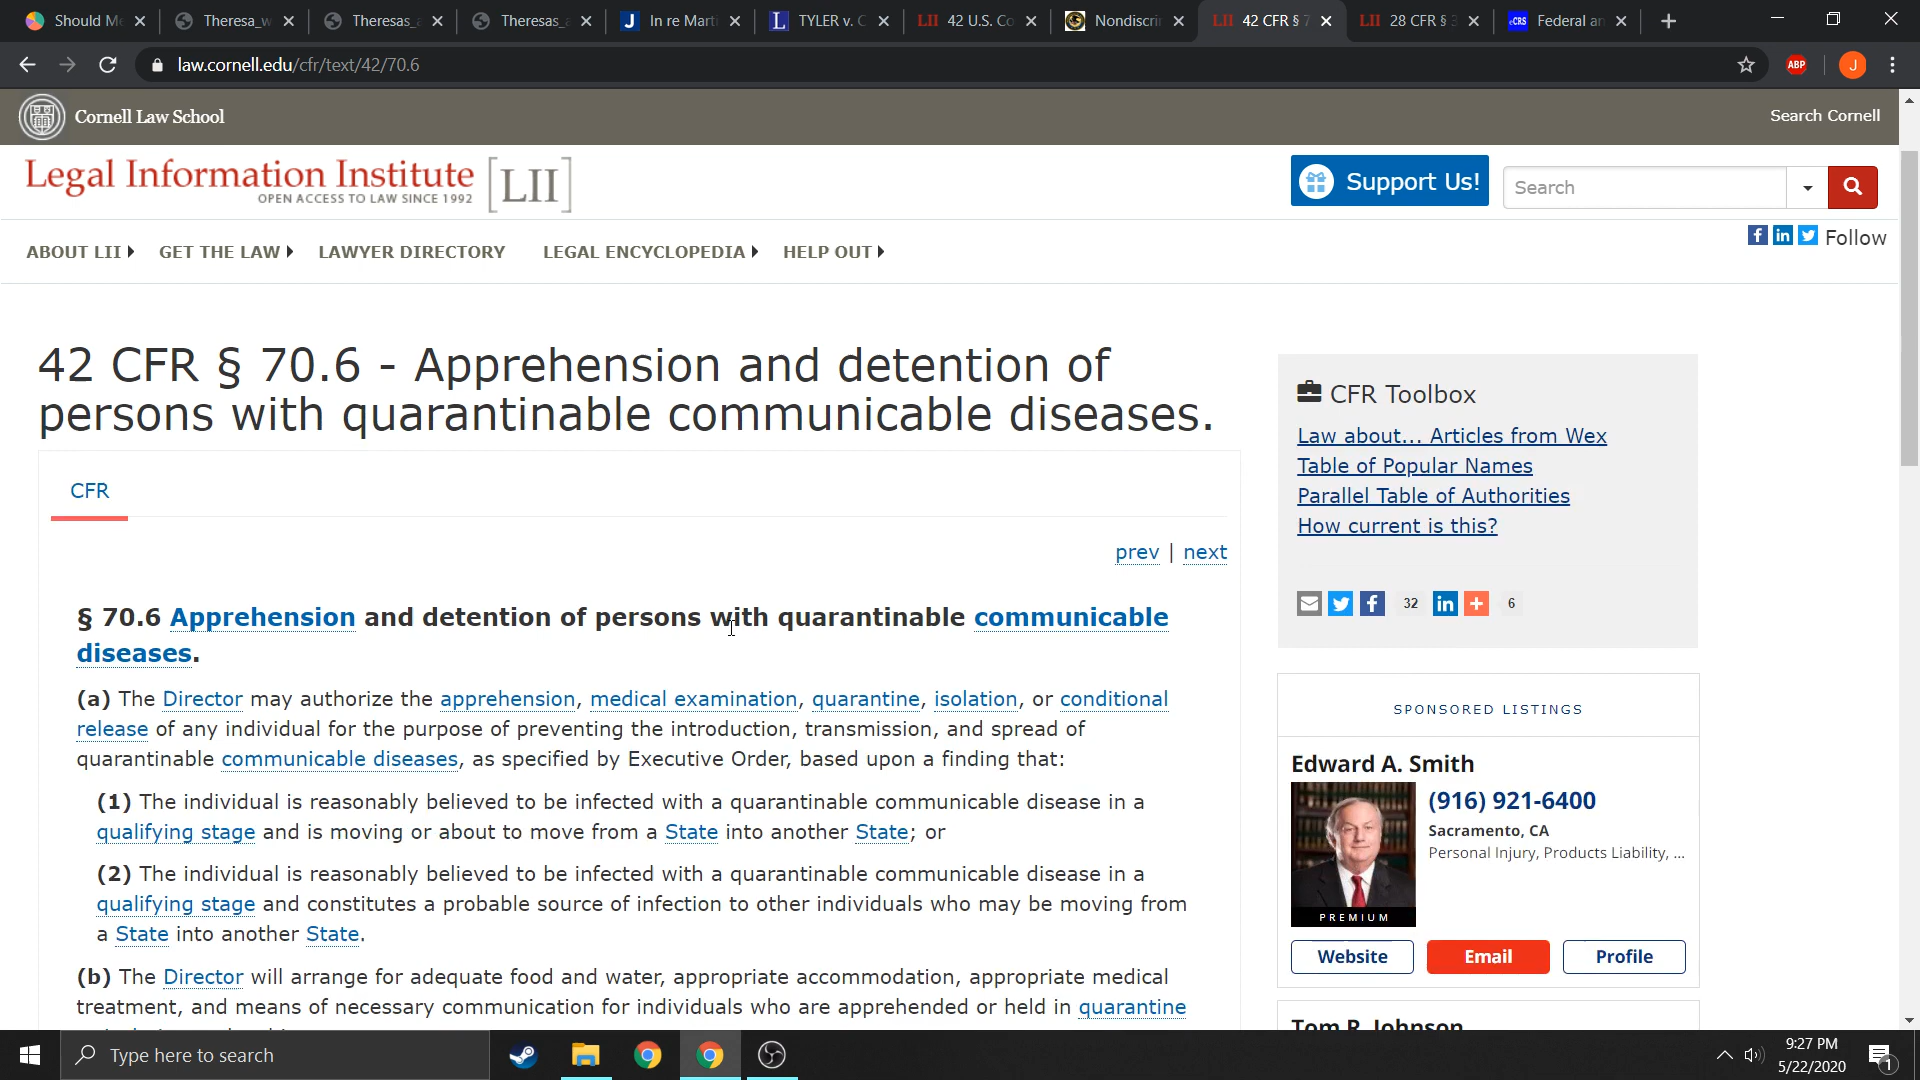 Should M
Theresa_w
Theresas_
Theresas_a
In re Marti
TYLER v. C
42 U.S. Co
Nondiscri
42 CFR § 7
28 CFR § 3
Federal an
law.cornell.edu/cfr/text/42/70.6
ABP
J
Cornell Law School
Search Cornell
Legal Information Institute [LII]
OPEN ACCESS TO LAW SINCE 1992
Support Us!
Search
Follow
ABOUT LII
GET THE LAW
LAWYER DIRECTORY
LEGAL ENCYCLOPEDIA
HELP OUT
42 CFR § 70.6 - Apprehension and detention of
persons with quarantinable communicable diseases.
CFR
prev | next
§ 70.6 Apprehension and detention of persons with quarantinable communicable
diseases.
(a) The Director may authorize the apprehension, medical examination, quarantine, isolation, or conditional
release of any individual for the purpose of preventing the introduction, transmission, and spread of
quarantinable communicable diseases, as specified by Executive Order, based upon a finding that:
(1) The individual is reasonably believed to be infected with a quarantinable communicable disease in a
qualifying stage and is moving or about to move from a State into another State; or
(2) The individual is reasonably believed to be infected with a quarantinable communicable disease in a
qualifying stage and constitutes a probable source of infection to other individuals who may be moving from
a State into another State.
(b) The Director will arrange for adequate food and water, appropriate accommodation, appropriate medical
treatment, and means of necessary communication for individuals who are apprehended or held in quarantine
CFR Toolbox
Law about... Articles from Wex
Table of Popular Names
Parallel Table of Authorities
How current is this?
32
6
SPONSORED LISTINGS
Edward A. Smith
(916) 921-6400
Sacramento, CA
Personal Injury, Products Liability, ...
PREMIUM
Website
Email
Profile
Tom R. Johnson
Type here to search
9:27 PM
5/22/2020
1